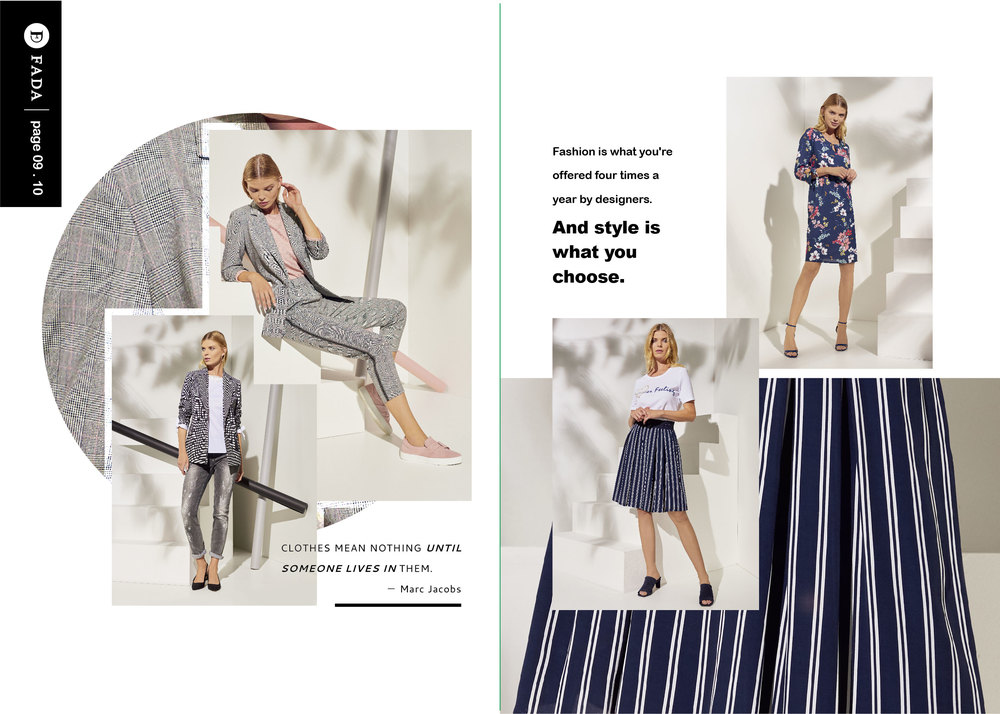 FADA | page 09 . 10
CLOTHES MEAN NOTHING UNTIL
SOMEONE LIVES IN THEM.
— Marc Jacobs
Fashion is what you're
offered four times a
year by designers.
And style is
what you
choose.